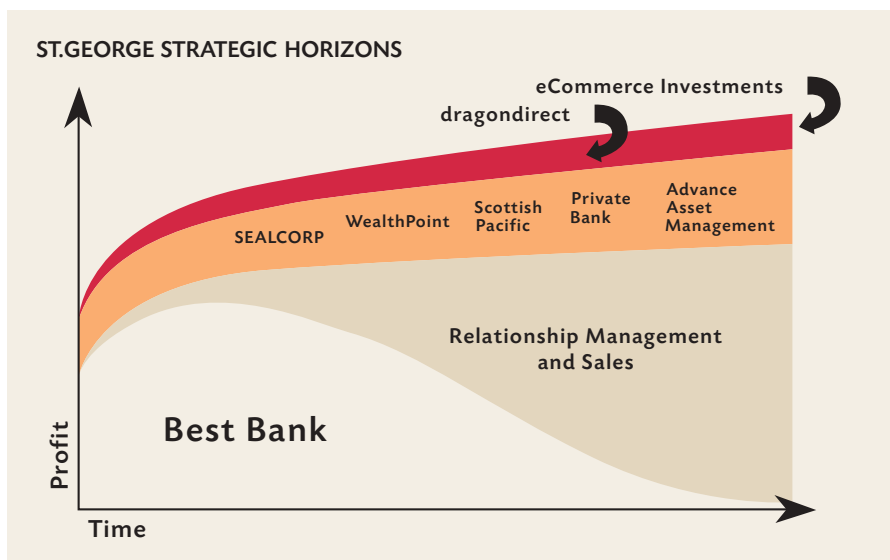 ST.GEORGE STRATEGIC HORIZONS
eCommerce Investments
dragondirect
SEALCORP
WealthPoint
Scottish
Pacific
Private
Bank
Advance
Asset
Management
Relationship Management
and Sales
Best Bank
Profit
Time